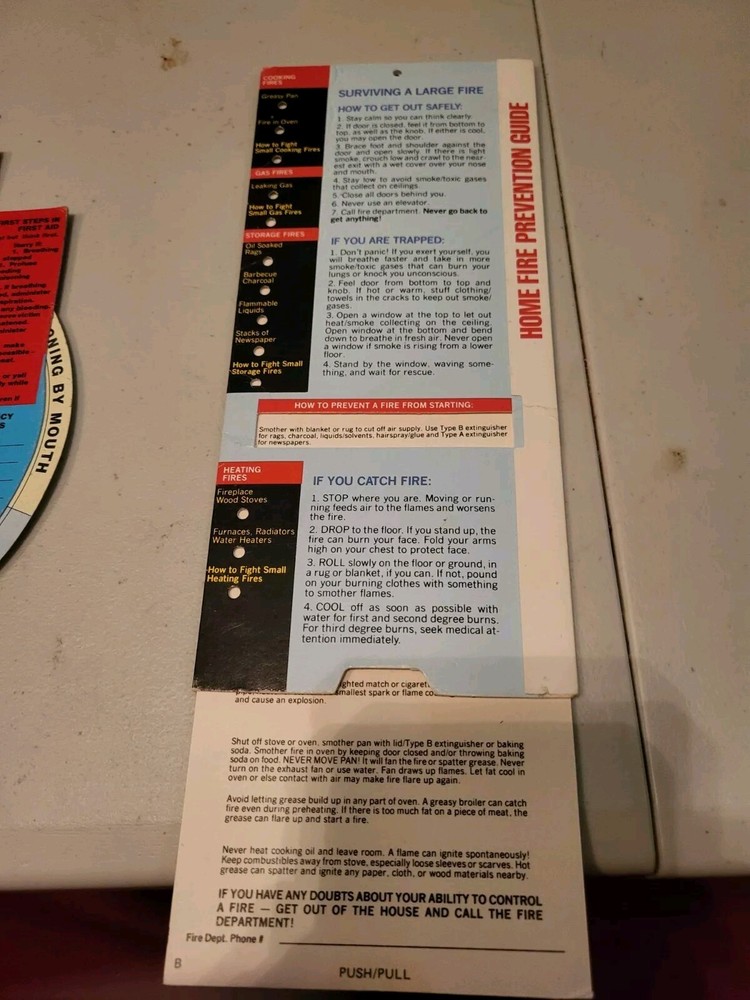 COOKING
FIRES
Greasy Pan
Fire in Oven
How to Fight
Small Cooking Fires
GAS FIRES
Leaking Gas
How to Fight
Small Gas Fires
STORAGE FIRES
Oil Soaked
Rags
Barbecue
Charcoal
Flammable
Liquids
Stacks of
Newspaper
How to Fight Small
Storage Fires
SURVIVING A LARGE FIRE
HOW TO GET OUT SAFELY:
1. Stay calm so you can think clearly.
2. If door is closed, feel it from bottom to
top, as well as the knob. If either is cool,
you may open the door.
3. Brace foot and shoulder against the
door and open slowly. If there is light
smoke, crouch low and crawl to the near-
est exit with a wet cover over your nose
and mouth.
4. Stay low to avoid smoke/toxic gases
that collect on ceilings.
5. Close all doors behind you.
6. Never use an elevator.
7. Call fire department. Never go back to
get anything!
IF YOU ARE TRAPPED:
1. Don't panic! If you exert yourself, you
will breathe faster and take in more
smoke/toxic gases that can burn your
lungs or knock you unconscious.
2. Feel door from bottom to top and
knob. If hot or warm, stuff clothing/
towels in the cracks to keep out smoke/
gases.
3. Open a window at the top to let out
heat/smoke collecting on the ceiling.
Open window at the bottom and bend
down to breathe in fresh air. Never open
a window if smoke is rising from a lower
floor.
4. Stand by the window, waving some-
thing, and wait for rescue.
HOME FIRE PREVENTION GUIDE
HOW TO PREVENT A FIRE FROM STARTING:
Smother with blanket or rug to cut off air supply. Use Type B extinguisher
for rags, charcoal, liquids/solvents, hairspray/glue and Type A extinguisher
for newspapers.
HEATING
FIRES
Fireplace
Wood Stoves
Furnaces, Radiators
Water Heaters
How to Fight Small
Heating Fires
IF YOU CATCH FIRE:
1. STOP where you are. Moving or run-
ning feeds air to the flames and worsens
the fire.
2. DROP to the floor. If you stand up, the
fire can burn your face. Fold your arms
high on your chest to protect face.
3. ROLL slowly on the floor or ground, in
a rug or blanket, if you can. If not, pound
on your burning clothes with something
to smother flames.
4. COOL off as soon as possible with
water for first and second degree burns.
For third degree burns, seek medical at-
tention immediately.
ghted match or cigaret
mallest spark or flame co
and cause an explosion.
Shut off stove or oven, smother pan with lid/Type B extinguisher or baking
soda. Smother fire in oven by keeping door closed and/or throwing baking
soda on food. NEVER MOVE PAN! It will fan the fire or spatter grease. Never
turn on the exhaust fan or use water. Fan draws up flames. Let fat cool in
oven or else contact with air may make fire flare up again.
Avoid letting grease build up in any part of oven. A greasy broiler can catch
fire even during preheating. If there is too much fat on a piece of meat, the
grease can flare up and start a fire.
Never heat cooking oil and leave room. A flame can ignite spontaneously!
Keep combustibles away from stove, especially loose sleeves or scarves. Hot
grease can spatter and ignite any paper, cloth, or wood materials nearby.
IF YOU HAVE ANY DOUBTS ABOUT YOUR ABILITY TO CONTROL
A FIRE — GET OUT OF THE HOUSE AND CALL THE FIRE
DEPARTMENT!
Fire Dept. Phone #
B
PUSH/PULL
FIRST STEPS IN
FIRST AID
ONING BY MOUTH